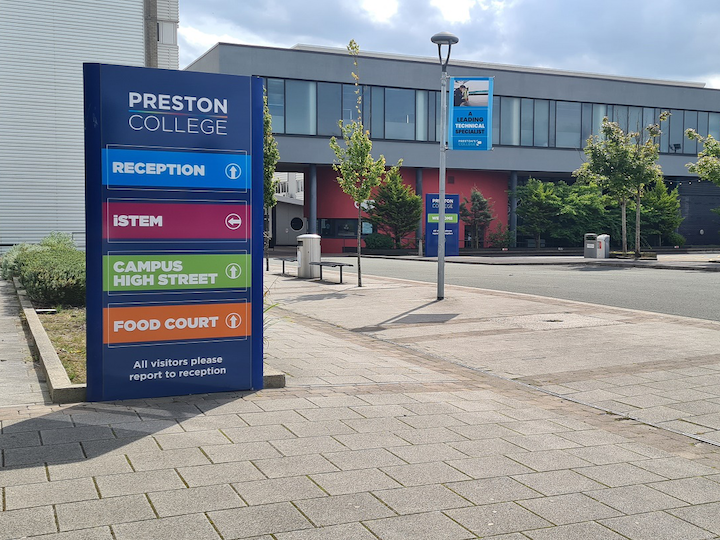 PRESTON
COLLEGE
RECEPTION
iSTEM
CAMPUS
HIGH STREET
FOOD COURT
All visitors please
report to reception
A
LEADING
TECHNICAL
SPECIALIST
PRESTON
COLLEGE
WELCOME